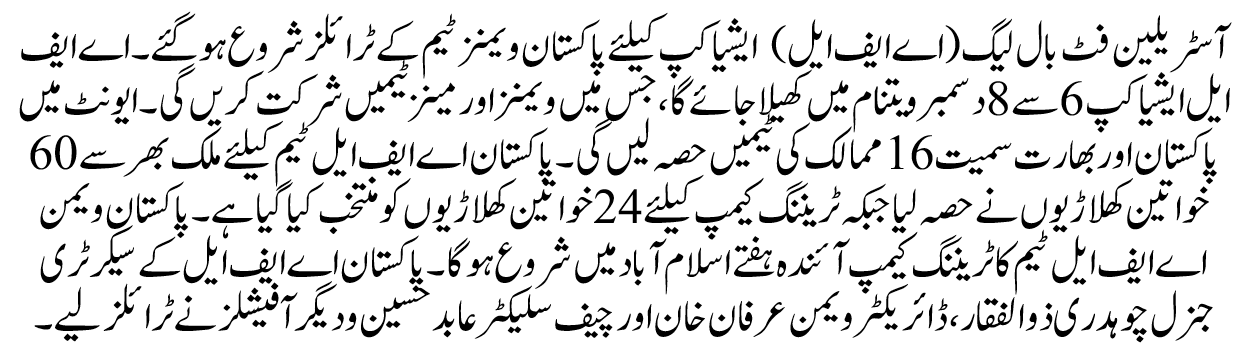 آسٹریلین فٹ بال لیگ (اے ایف ایل) ایشیا کپ کیلئے پاکستان ویمنز ٹیم کے ٹرائلز شروع ہو گئے۔ اے ایف
ایل ایشیا کپ 6 سے 8 دسمبر ویتنام میں کھیلا جائے گا، جس میں ویمنز اور مینز ٹیمیں شرکت کریں گی۔ ایونٹ میں
پاکستان اور بھارت سمیت 16 ممالک کی ٹیمیں حصہ لیں گی۔ پاکستان اے ایف ایل ٹیم کیلئے ملک بھر سے 60
خواتین کھلاڑیوں نے حصہ لیا جبکہ ٹریننگ کیمپ کیلئے 24 خواتین کھلاڑیوں کو منتخب کیا گیا ہے۔ پاکستان ویمن
اے ایف ایل ٹیم کا ٹریننگ کیمپ آئندہ ہفتے اسلام آباد میں شروع ہو گا۔ پاکستان اے ایف ایل کے سیکرٹری
جنرل چوہدری ذوالفقار، ڈائریکٹر ویمن عرفان خان اور چیف سلیکٹر عابد حسین و دیگر آفیشلز نے ٹرائلز لیے۔